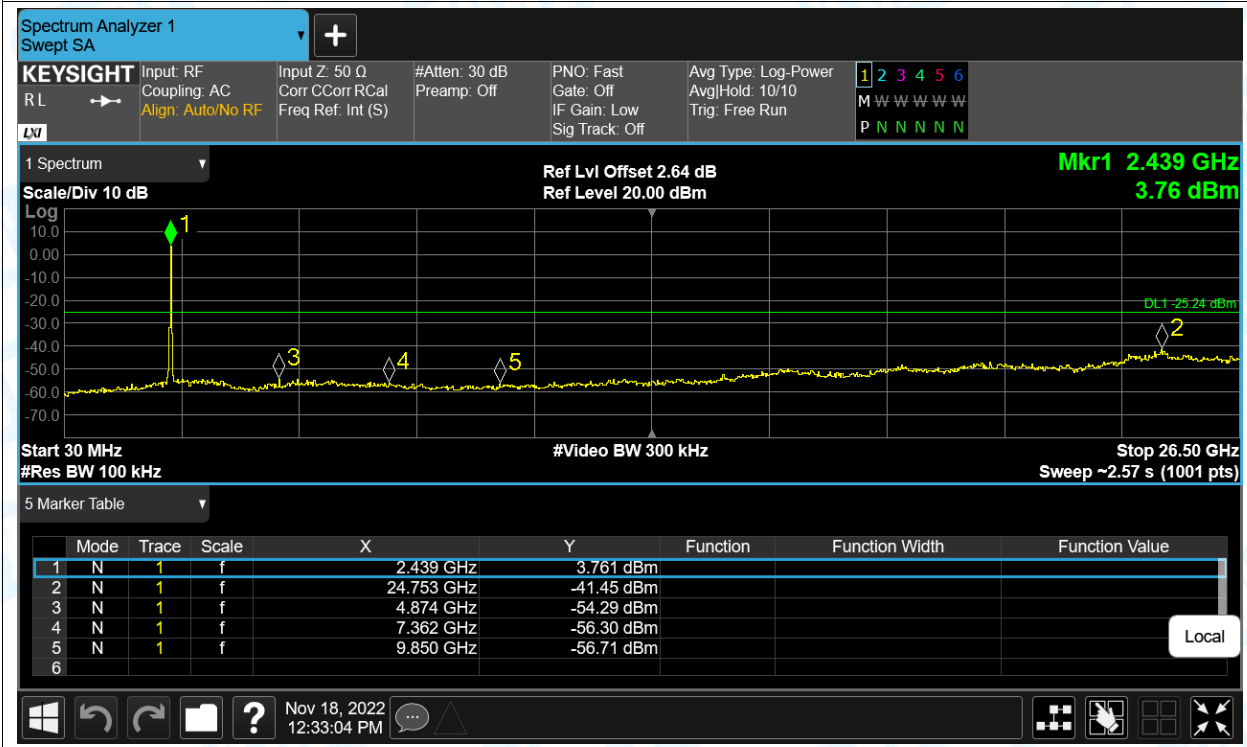 Spectrum Analyzer 1
Swept SA
KEYSIGHT
R L
LXI
Input: RF
Coupling: AC
Align: Auto/No RF
Input Z: 50 Ω
Corr CCorr RCal
Freq Ref: Int (S)
#Atten: 30 dB
Preamp: Off
PNO: Fast
Gate: Off
IF Gain: Low
Sig Track: Off
Avg Type: Log-Power
Avg|Hold: 10/10
Trig: Free Run
1 2 3 4 5 6
M W W W W W
P N N N N N
1 Spectrum
Scale/Div 10 dB
Ref Lvl Offset 2.64 dB
Ref Level 20.00 dBm
Mkr1 2.439 GHz
3.76 dBm
Log
10.0
0.00
-10.0
-20.0
-30.0
-40.0
-50.0
-60.0
-70.0
1
DL1 -25.24 dBm
2
3
4
5
Start 30 MHz
#Video BW 300 kHz
Stop 26.50 GHz
#Res BW 100 kHz
Sweep ~2.57 s (1001 pts)
5 Marker Table
Mode Trace Scale X Y Function Function Width Function Value
1 N 1 f 2.439 GHz 3.761 dBm
2 N 1 f 24.753 GHz -41.45 dBm
3 N 1 f 4.874 GHz -54.29 dBm
4 N 1 f 7.362 GHz -56.30 dBm
5 N 1 f 9.850 GHz -56.71 dBm
6
Local
?
Nov 18, 2022
12:33:04 PM